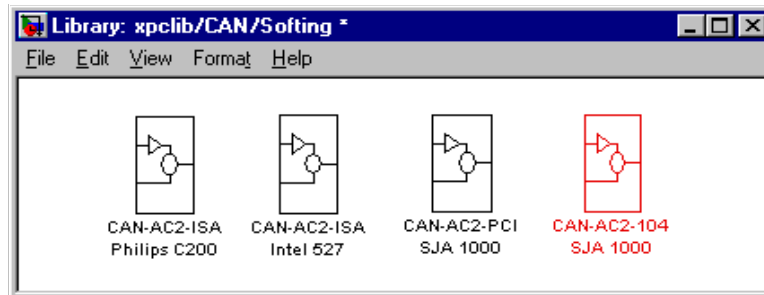 Library: xpclib/CAN/Softing *
File Edit View Format Help
CAN-AC2-ISA
Philips C200
CAN-AC2-ISA
Intel 527
CAN-AC2-PCI
SJA 1000
CAN-AC2-104
SJA 1000